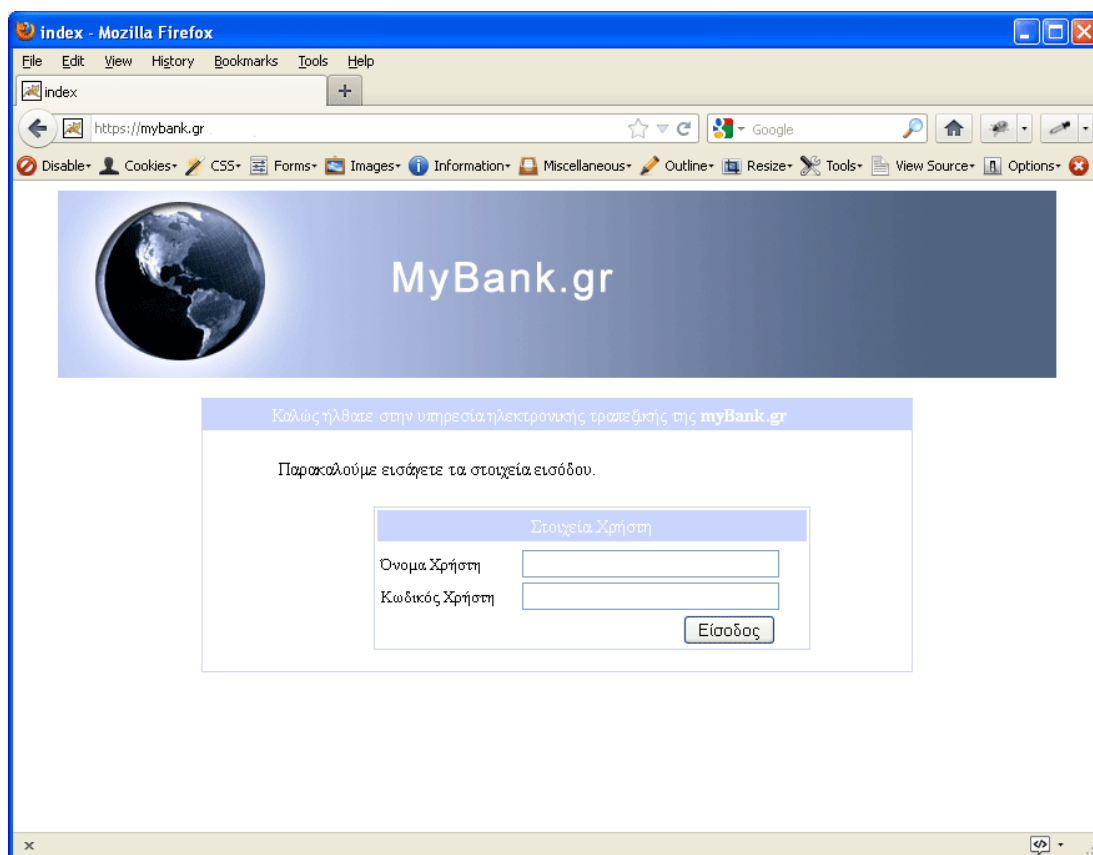 index - Mozilla Firefox
File Edit View History Bookmarks Tools Help
index +
https://mybank.gr Google
Disable Cookies CSS Forms Images Information Miscellaneous Outline Resize Tools View Source Options
MyBank.gr
Καλώς ήλθατε στην υπηρεσία ηλεκτρονικής τραπεζικής της myBank.gr
Παρακαλούμε εισάγετε τα στοιχεία εισόδου.
Στοιχεία Χρήστη
Όνομα Χρήστη
Κωδικός Χρήστη
Είσοδος